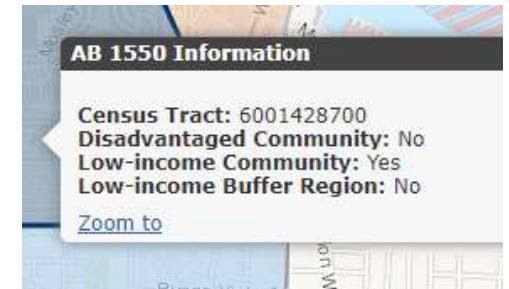 AB 1550 Information
Census Tract: 6001428700
Disadvantaged Community: No
Low-income Community: Yes
Low-income Buffer Region: No
Zoom to